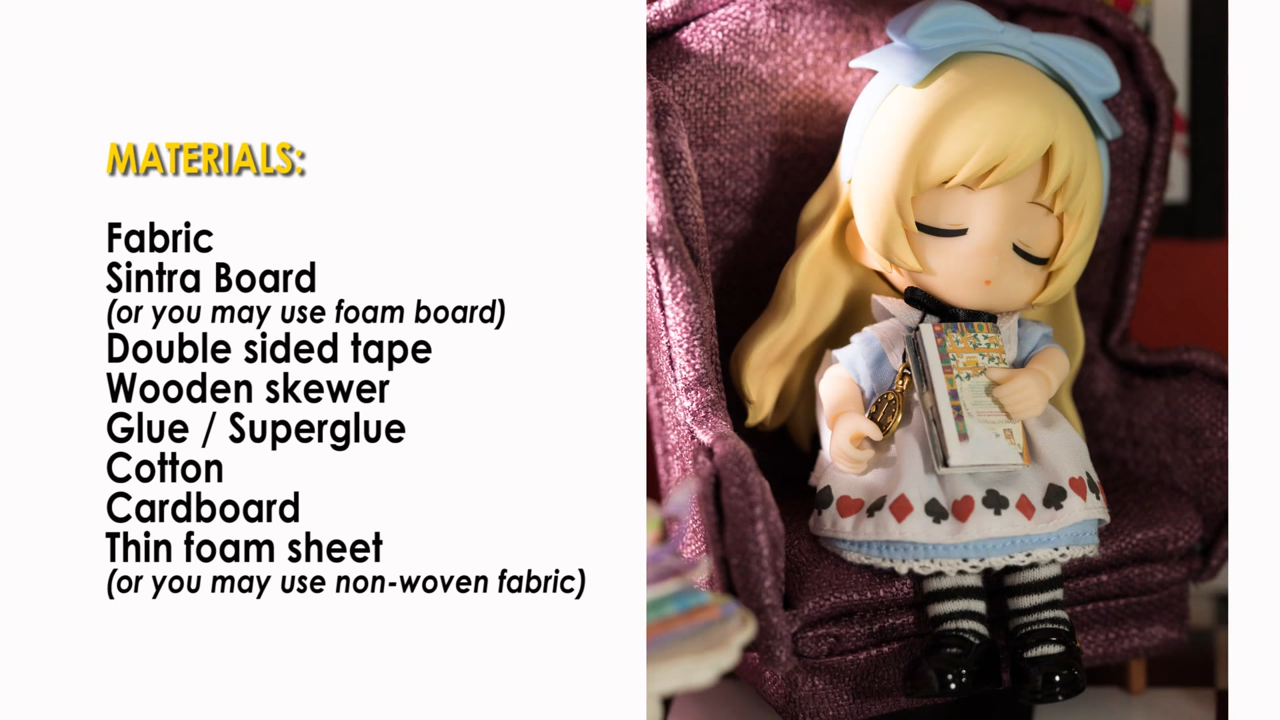 MATERIALS:
Fabric
Sintra Board
(or you may use foam board)
Double sided tape
Wooden skewer
Glue / Superglue
Cotton
Cardboard
Thin foam sheet
(or you may use non-woven fabric)